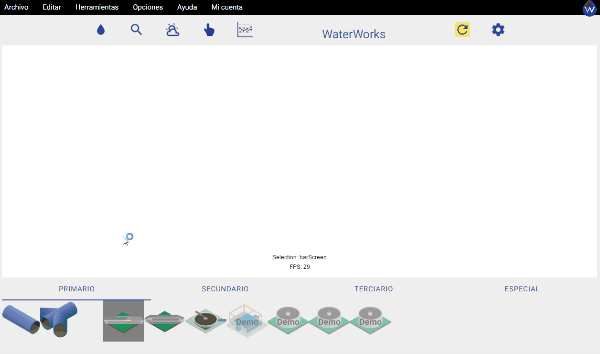 Archivo Editar Herramientas Opciones Ayuda Mi cuenta
W
WaterWorks
Selection: barScreen
FPS: 29
PRIMARIO SECUNDARIO TERCIARIO ESPECIAL
Demo Demo Demo Demo